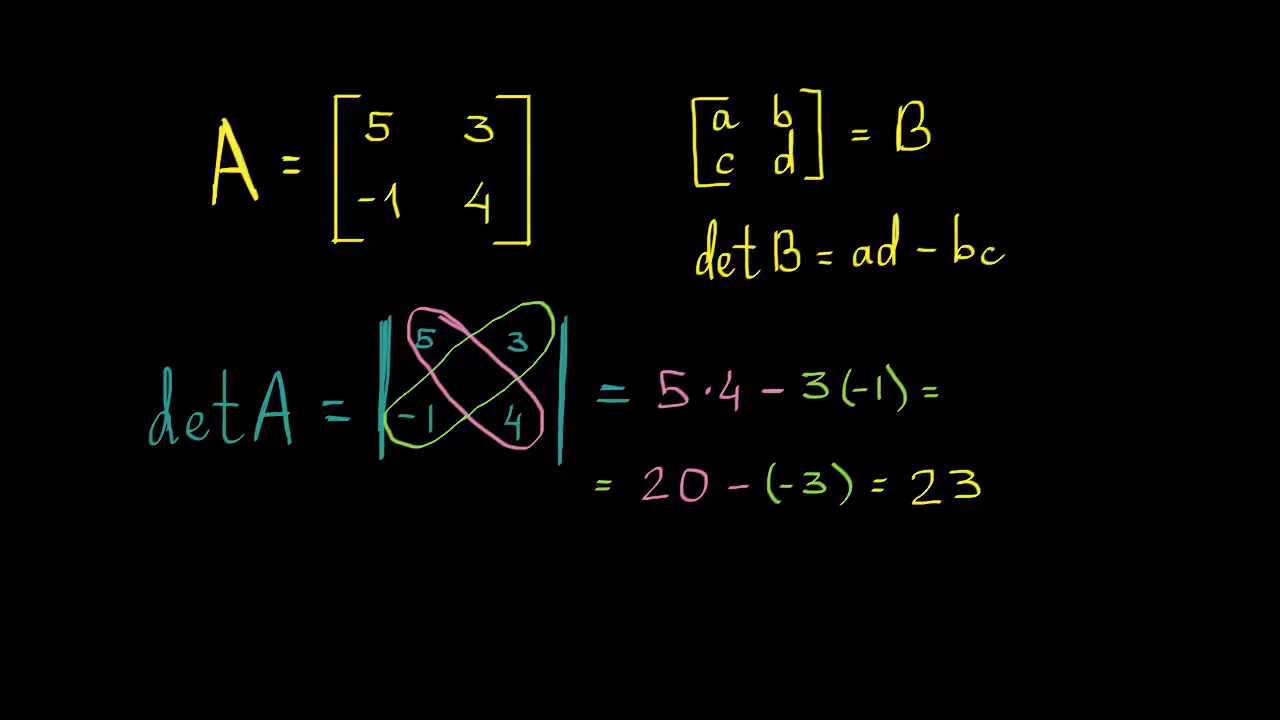 A = [ 5 3
-1 4 ]
[ a b
c d ] = B
det B = ad - bc
det A = | 5 3
-1 4 | = 5·4 - 3(-1) =
= 20 - (-3) = 23